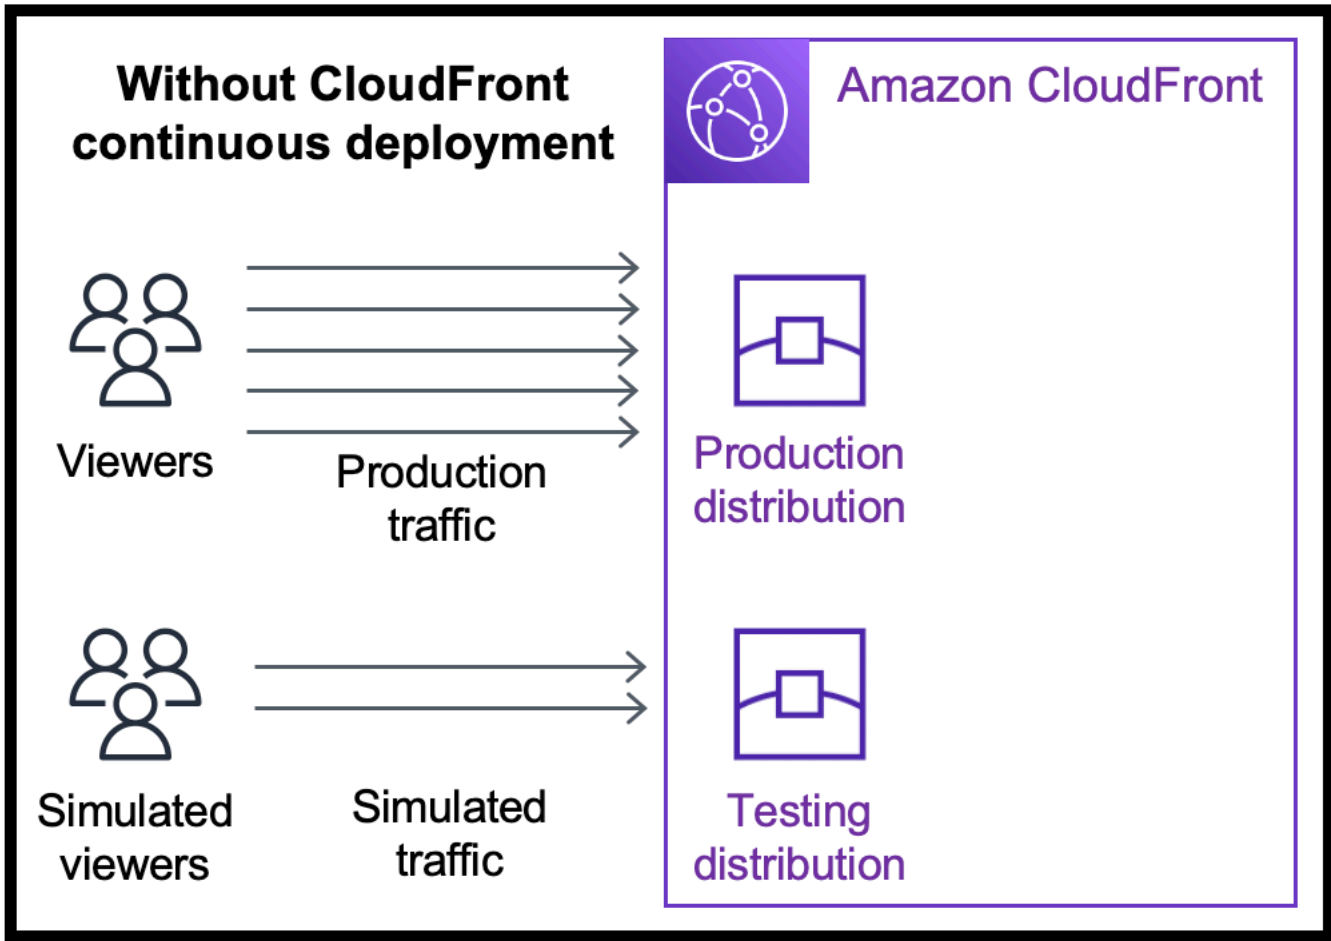 Without CloudFront
continuous deployment
Amazon CloudFront
Viewers
Production
traffic
Production
distribution
Simulated
viewers
Simulated
traffic
Testing
distribution